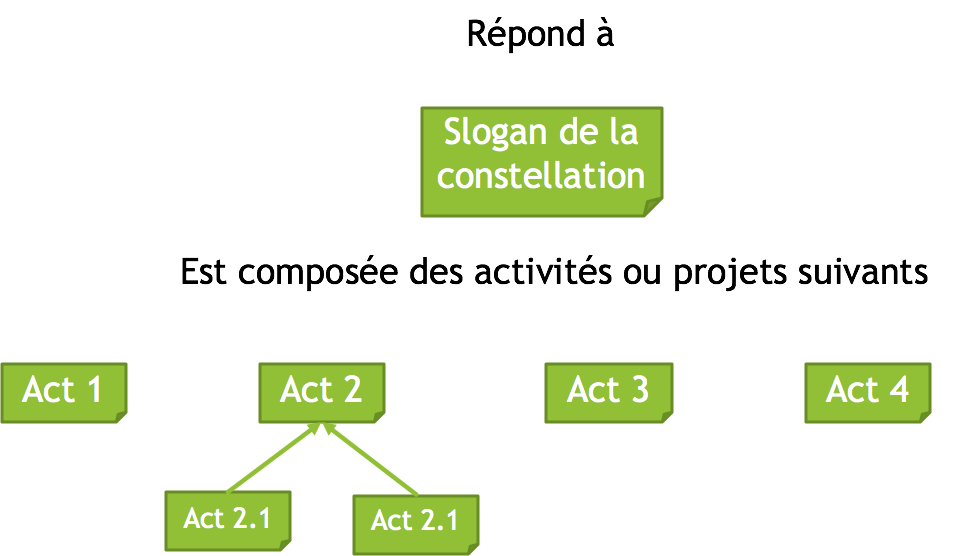 Répond à
Slogan de la
constellation
Est composée des activités ou projets suivants
Act 1
Act 2
Act 3
Act 4
Act 2.1
Act 2.1